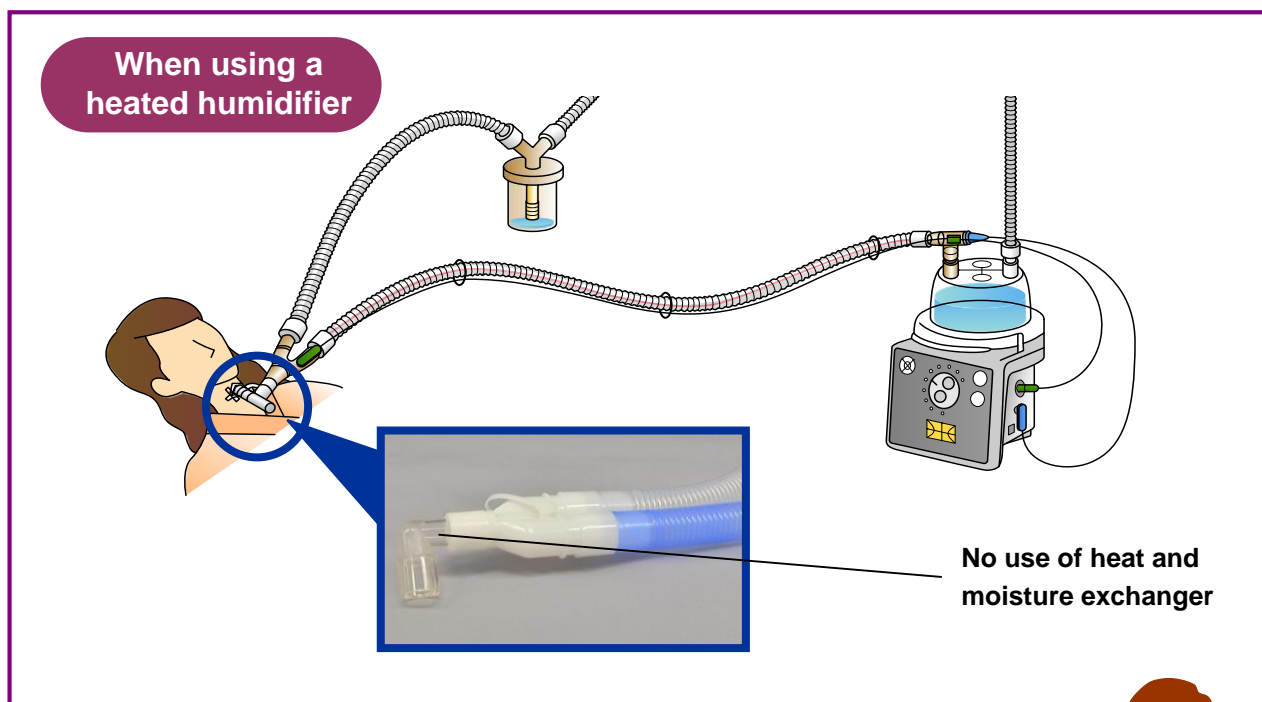 When using a
heated humidifier
No use of heat and
moisture exchanger